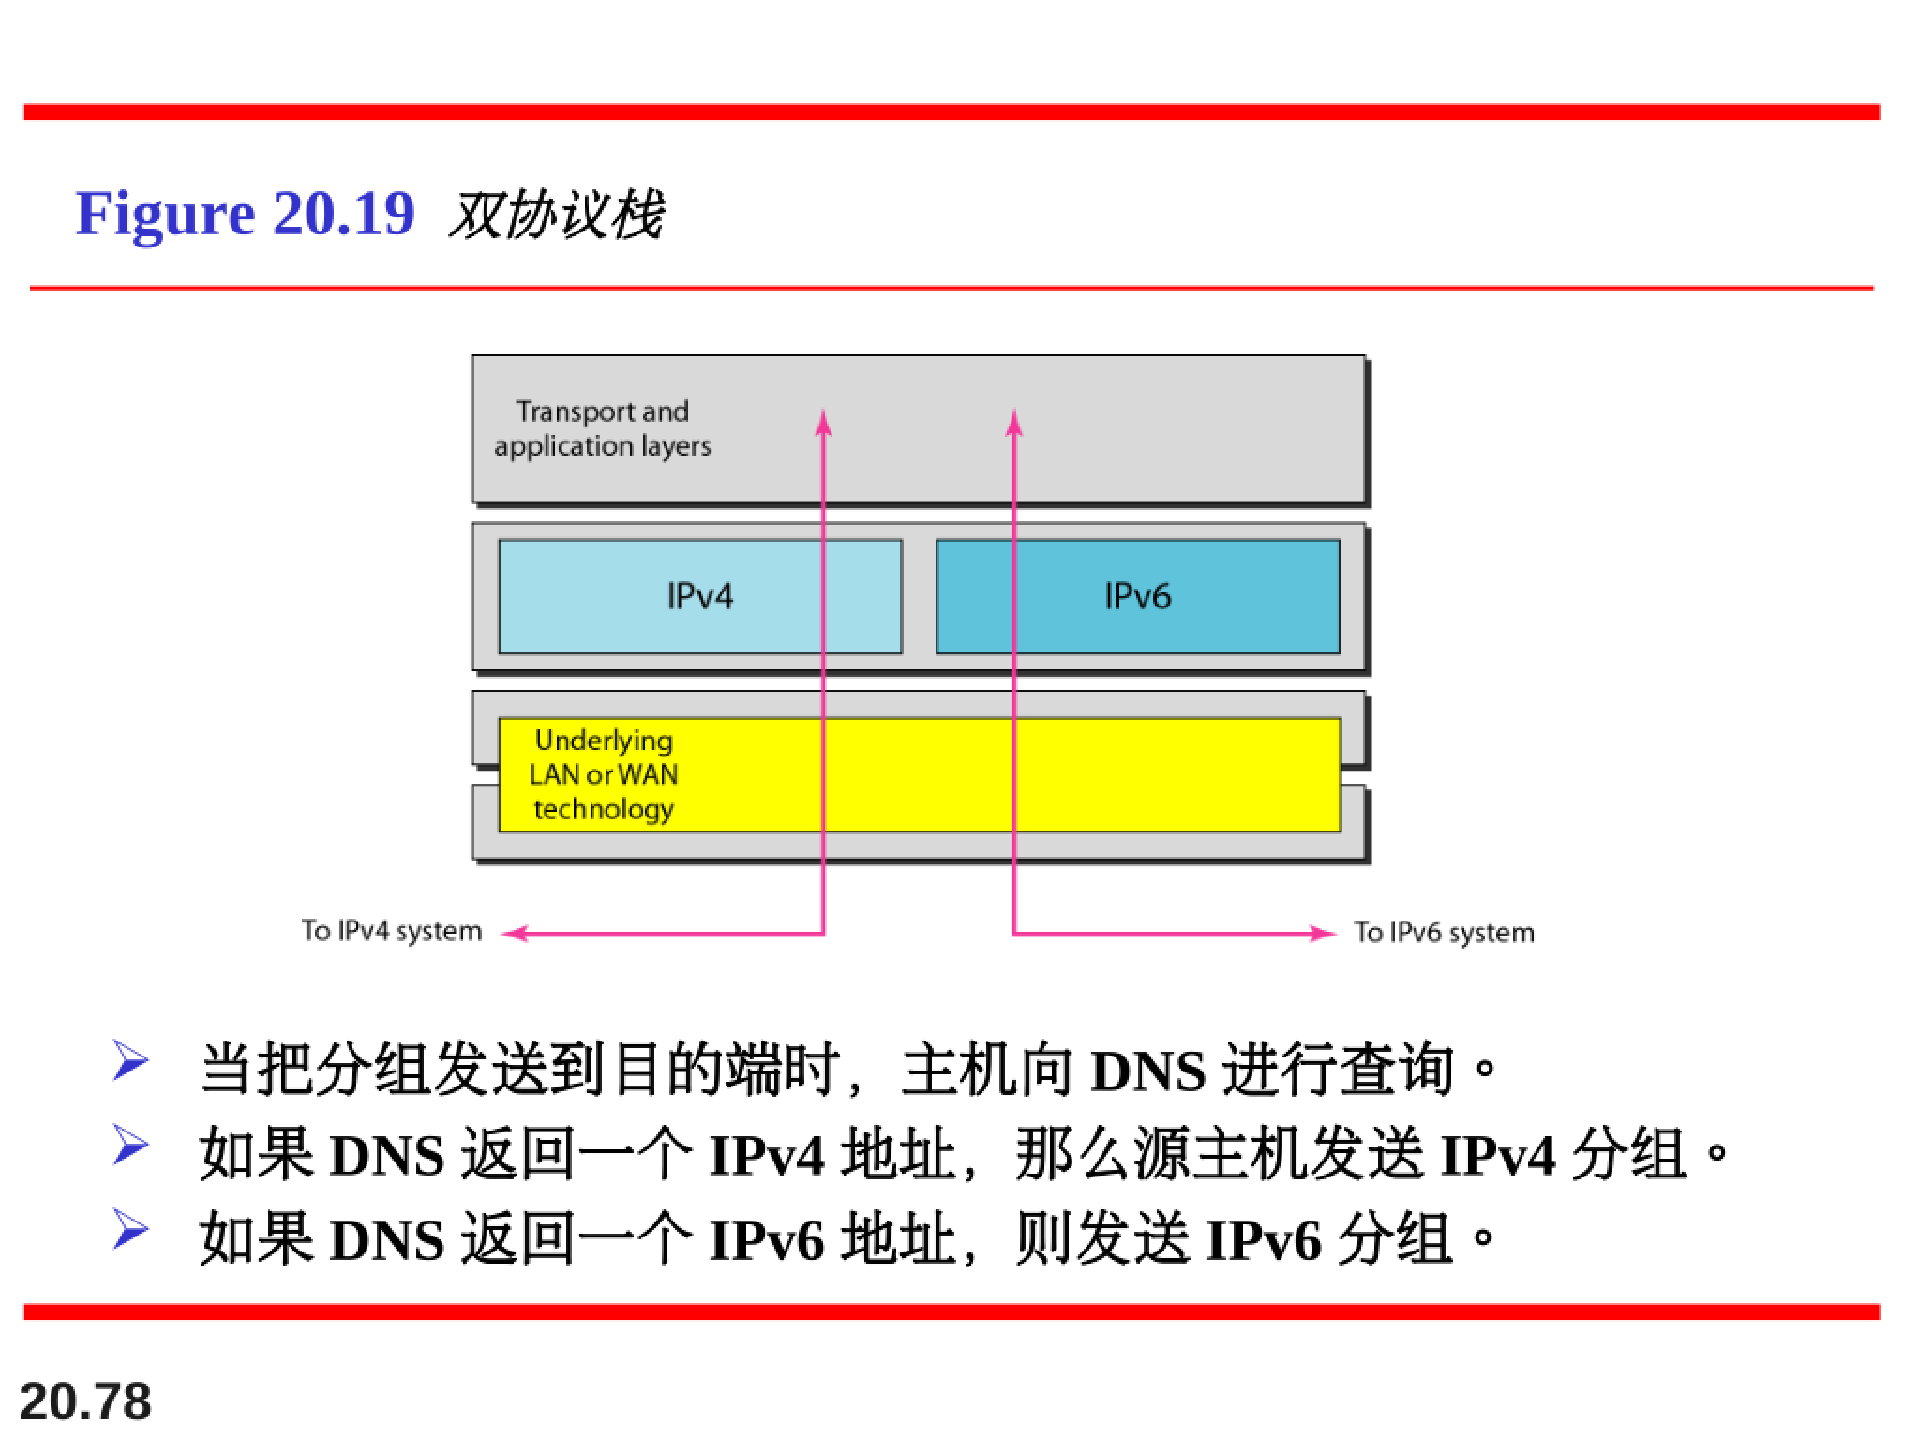 Figure 20.19 双协议栈
Transport and
application layers
IPv4 IPv6
Underlying
LAN or WAN
technology
To IPv4 system To IPv6 system
当把分组发送到目的端时，主机向 DNS 进行查询。
如果 DNS 返回一个 IPv4 地址，那么源主机发送 IPv4 分组。
如果 DNS 返回一个 IPv6 地址，则发送 IPv6 分组。
20.78